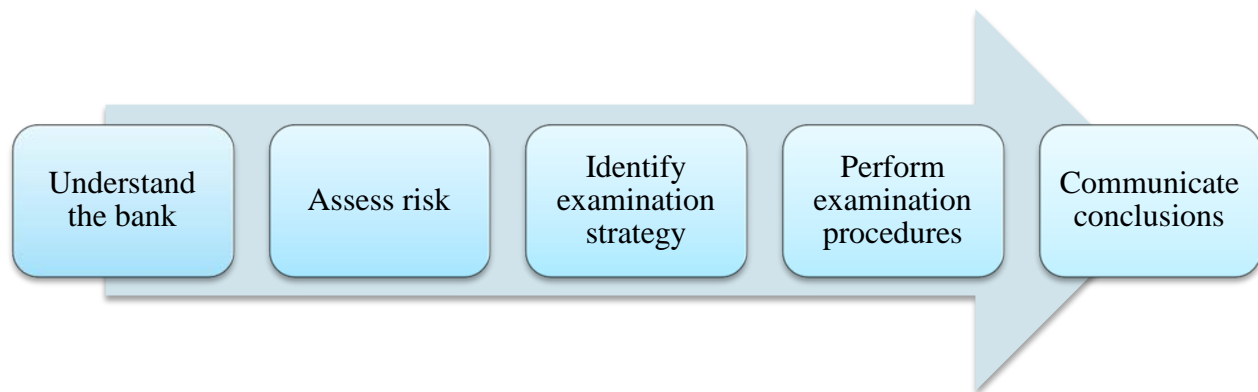 Understand
the bank
Assess risk
Identify
examination
strategy
Perform
examination
procedures
Communicate
conclusions